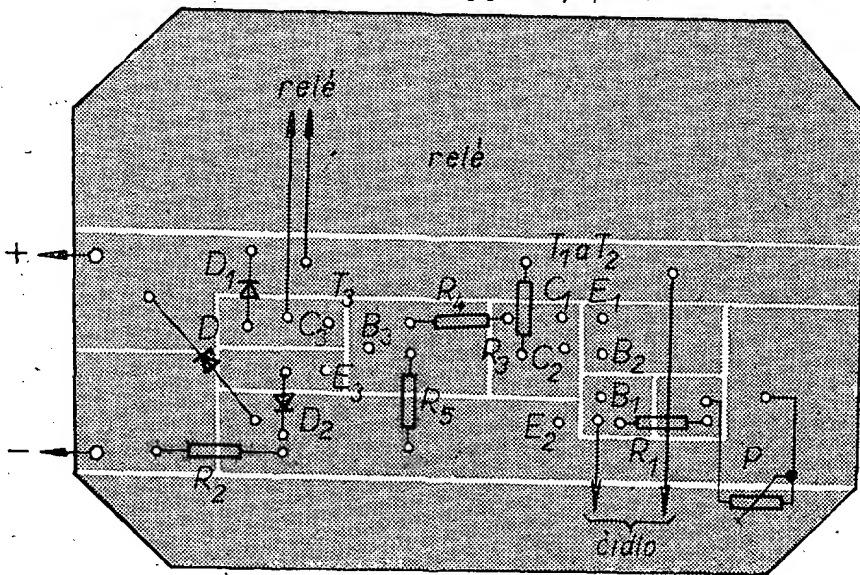 relé
relé
+
D₁
T₃
T₁ a T₂
R₄
C₁
E₁
D
C₃
B₃
R₃
C₂
B₂
E₃
D₂
R₅
B₁
E₂
R₁
P
-
R₂
čidlo